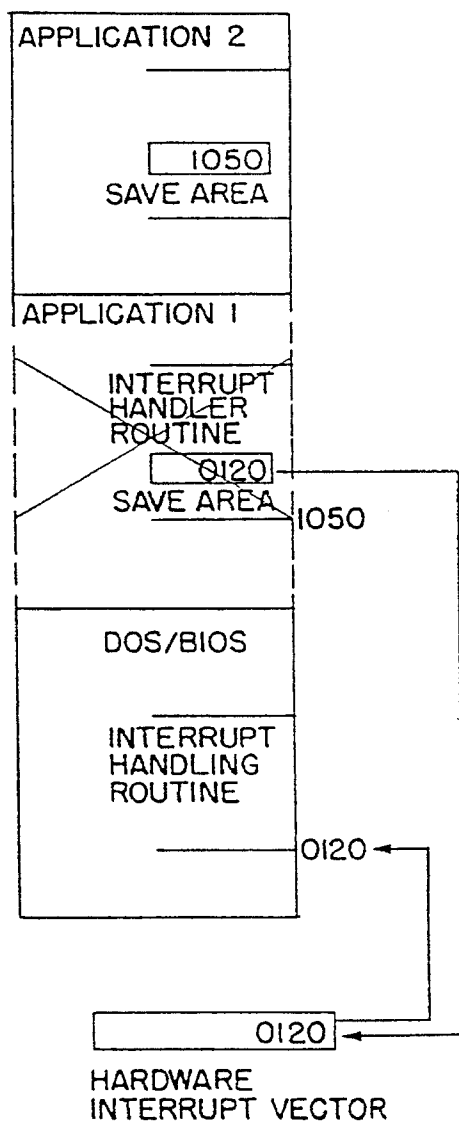 APPLICATION 2
1050
SAVE AREA
APPLICATION 1
INTERRUPT
HANDLER
ROUTINE
0120
SAVE AREA
1050
DOS/BIOS
INTERRUPT
HANDLING
ROUTINE
0120
0120
HARDWARE
INTERRUPT VECTOR